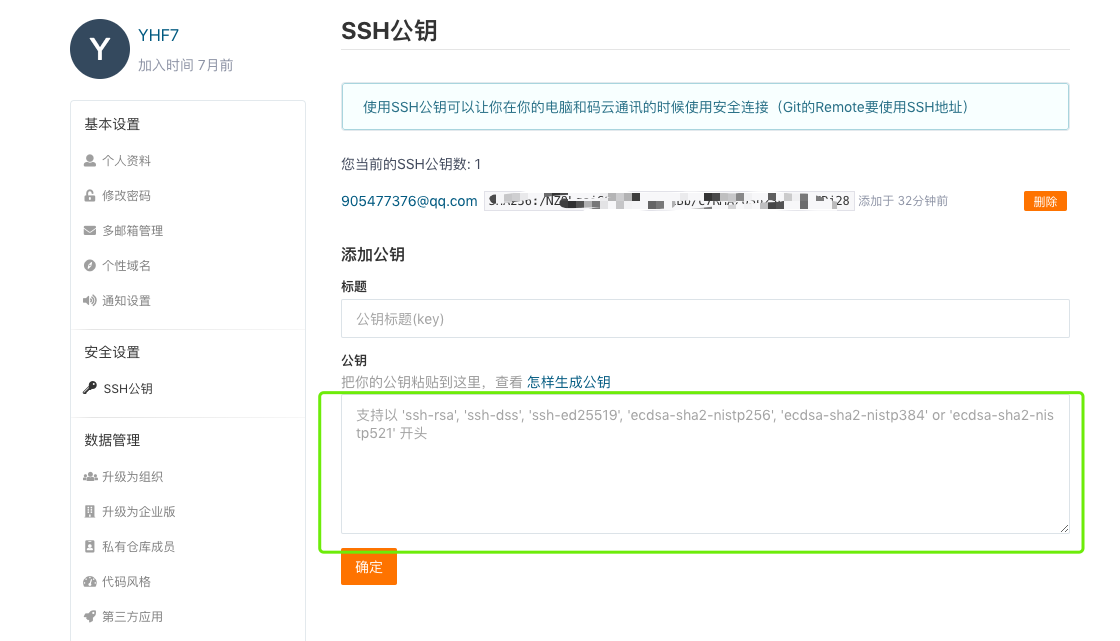 Y
YHF7
加入时间 7月前
基本设置
个人资料
修改密码
多邮箱管理
个性域名
通知设置
安全设置
SSH公钥
数据管理
升级为组织
升级为企业版
私有仓库成员
代码风格
第三方应用
SSH公钥
使用SSH公钥可以让你在你的电脑和码云通讯的时候使用安全连接（Git的Remote要使用SSH地址）
您当前的SSH公钥数: 1
905477376@qq.com 添加于 32分钟前 删除
添加公钥
标题
公钥标题(key)
公钥
把你的公钥粘贴到这里，查看 怎样生成公钥
支持以 'ssh-rsa', 'ssh-dss', 'ssh-ed25519', 'ecdsa-sha2-nistp256', 'ecdsa-sha2-nistp384' or 'ecdsa-sha2-nis
tp521' 开头
确定